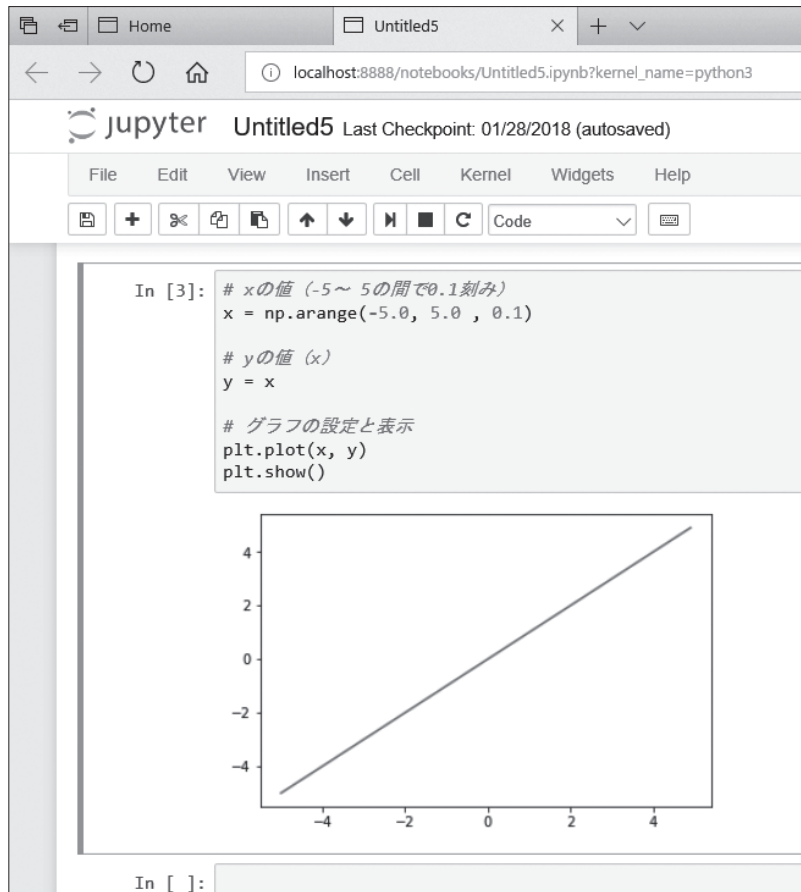 Home
Untitled5
localhost:8888/notebooks/Untitled5.ipynb?kernel_name=python3
jupyter Untitled5 Last Checkpoint: 01/28/2018 (autosaved)
File Edit View Insert Cell Kernel Widgets Help
Code
In [3]:
# xの値（-5～ 5の間で0.1刻み）
x = np.arange(-5.0, 5.0 , 0.1)
# yの値（x）
y = x
# グラフの設定と表示
plt.plot(x, y)
plt.show()
4
2
0
−2
−4
−4 −2 0 2 4
In [ ]: